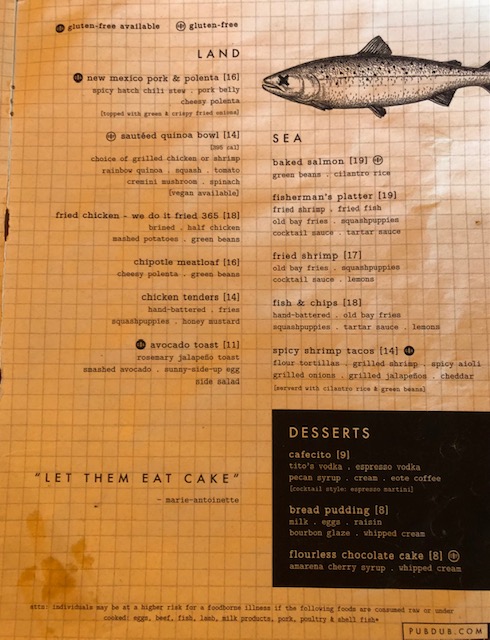 gluten-free available gluten-free
LAND
new mexico pork & polenta [16]
spicy hatch chili stew . pork belly
cheesy polenta
[topped with green & crispy fried onions]
sautéed quinoa bowl [14]
[398 cal]
choice of grilled chicken or shrimp
rainbow quinoa . squash . tomato
cremini mushroom . spinach
[vegan available]
fried chicken - we do it fried 365 [18]
brined . half chicken
mashed potatoes . green beans
chipotle meatloaf [16]
cheesy polenta . green beans
chicken tenders [14]
hand-battered . fries
squashpuppies . honey mustard
avocado toast [11]
rosemary jalapeño toast
smashed avocado . sunny-side-up egg
side salad
"LET THEM EAT CAKE"
- marie-antoinette
SEA
baked salmon [19]
green beans . cilantro rice
fisherman's platter [19]
fried shrimp . fried fish
old bay fries . squashpuppies
cocktail sauce . tartar sauce
fried shrimp [17]
old bay fries . squashpuppies
cocktail sauce . lemons
fish & chips [18]
hand-battered . old bay fries
squashpuppies . tartar sauce . lemons
spicy shrimp tacos [14]
flour tortillas . grilled shrimp . spicy aioli
grilled onions . grilled jalapeños . cheddar
[served with cilantro rice & green beans]
DESSERTS
cafecito [9]
tito's vodka . espresso vodka
pecan syrup . cream . eote coffee
[cocktail style: espresso martini]
bread pudding [8]
milk . eggs . raisin
bourbon glaze . whipped cream
flourless chocolate cake [8]
amarena cherry syrup . whipped cream
attn: individuals may be at a higher risk for a foodborne illness if the following foods are consumed raw or under
cooked: eggs, beef, fish, lamb, milk products, pork, poultry & shell fish*
PUBDUB.COM